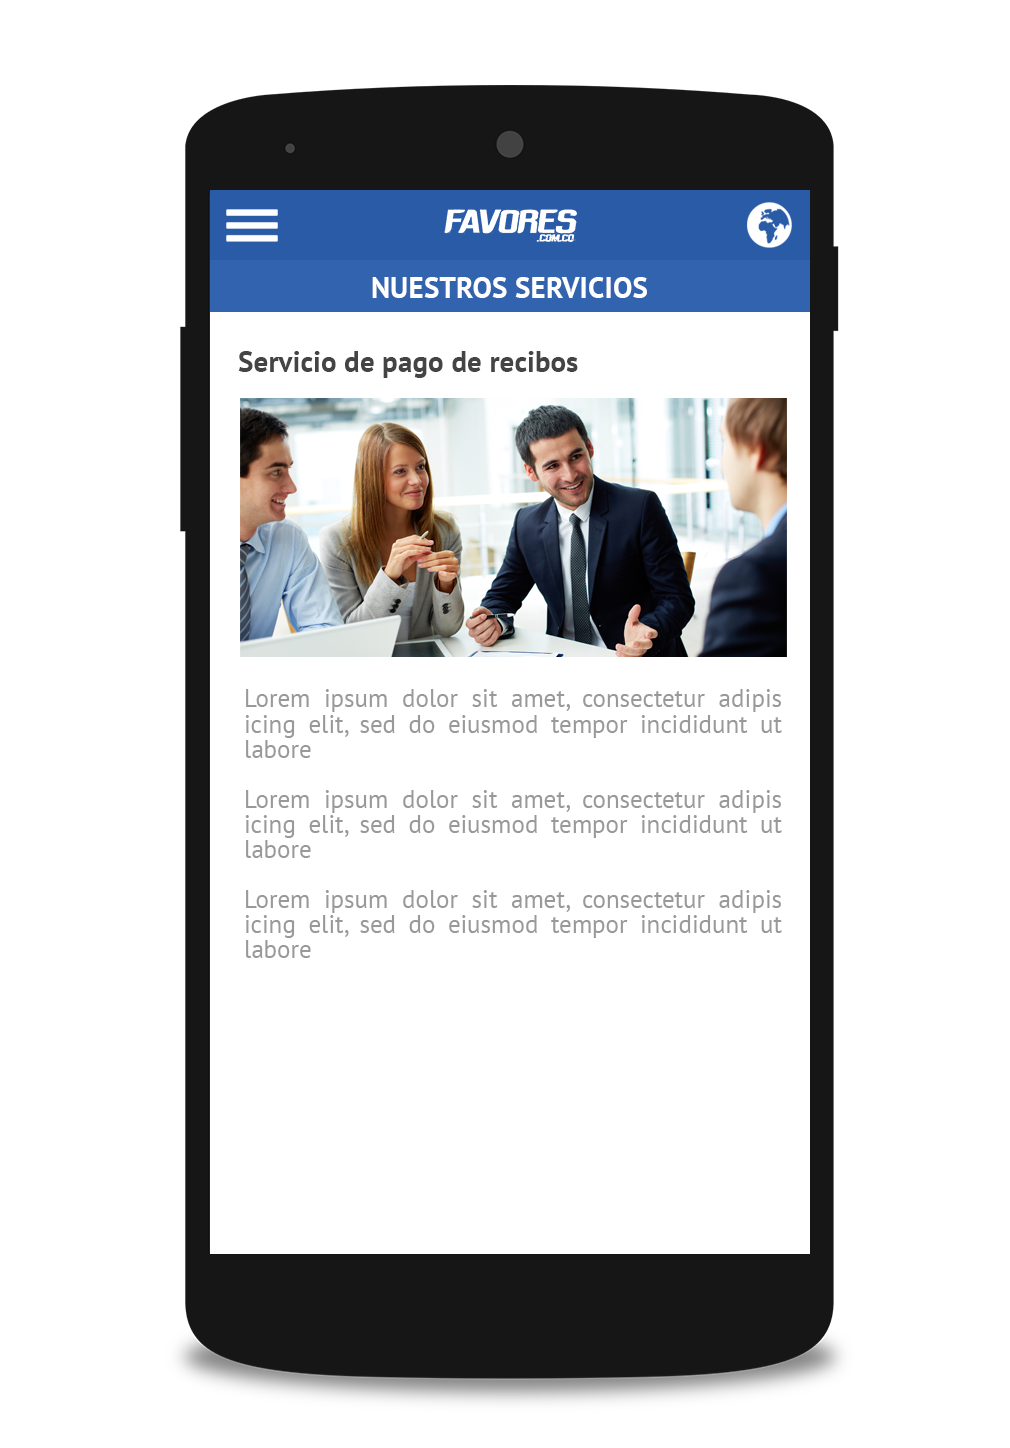 FAVORES
.COM.CO
NUESTROS SERVICIOS
Servicio de pago de recibos
Lorem ipsum dolor sit amet, consectetur adipis
icing elit, sed do eiusmod tempor incididunt ut
labore
Lorem ipsum dolor sit amet, consectetur adipis
icing elit, sed do eiusmod tempor incididunt ut
labore
Lorem ipsum dolor sit amet, consectetur adipis
icing elit, sed do eiusmod tempor incididunt ut
labore